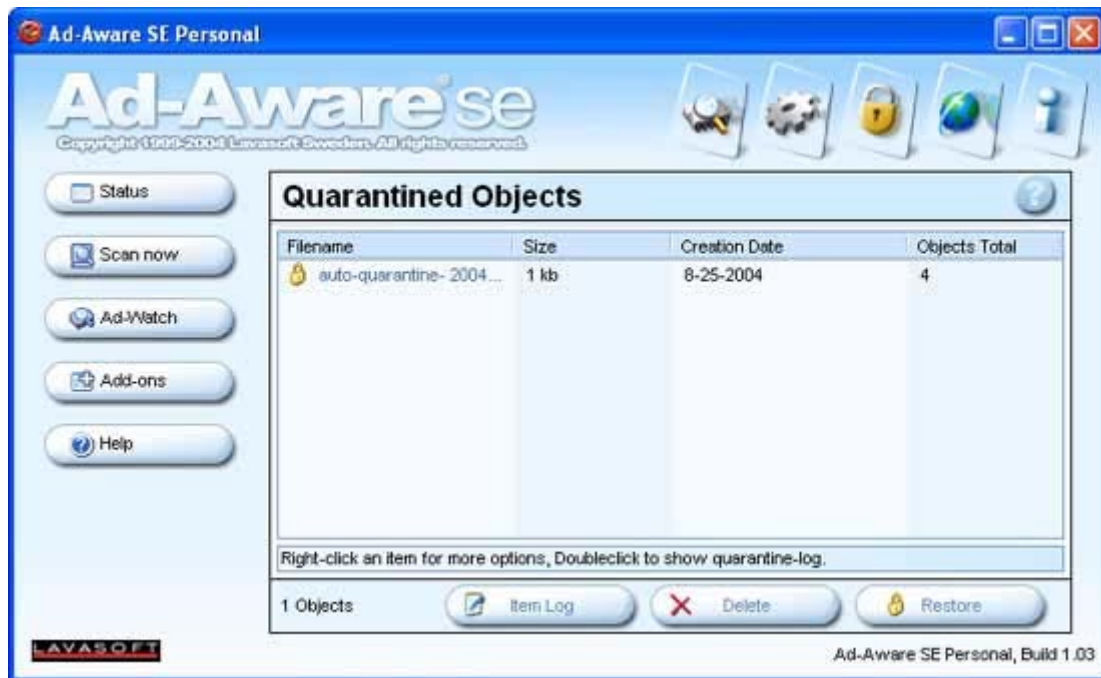 Ad-Aware SE Personal
Ad-Aware se
Copyright 1999-2004 Lavasoft Sweden. All rights reserved.
Status
Scan now
Ad-Watch
Add-ons
Help
Quarantined Objects
Filename Size Creation Date Objects Total
auto-quarantine- 2004... 1 kb 8-25-2004 4
Right-click an item for more options, Doubleclick to show quarantine-log.
1 Objects Item Log Delete Restore
LAVASOFT
Ad-Aware SE Personal, Build 1.03